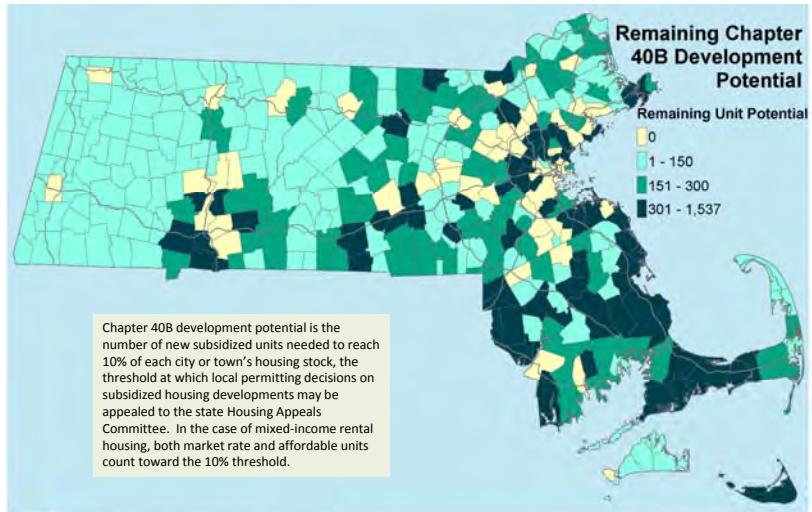 Remaining Chapter
40B Development
Potential
Remaining Unit Potential
0
1 - 150
151 - 300
301 - 1,537
Chapter 40B development potential is the
number of new subsidized units needed to reach
10% of each city or town's housing stock, the
threshold at which local permitting decisions on
subsidized housing developments may be
appealed to the state Housing Appeals
Committee. In the case of mixed-income rental
housing, both market rate and affordable units
count toward the 10% threshold.